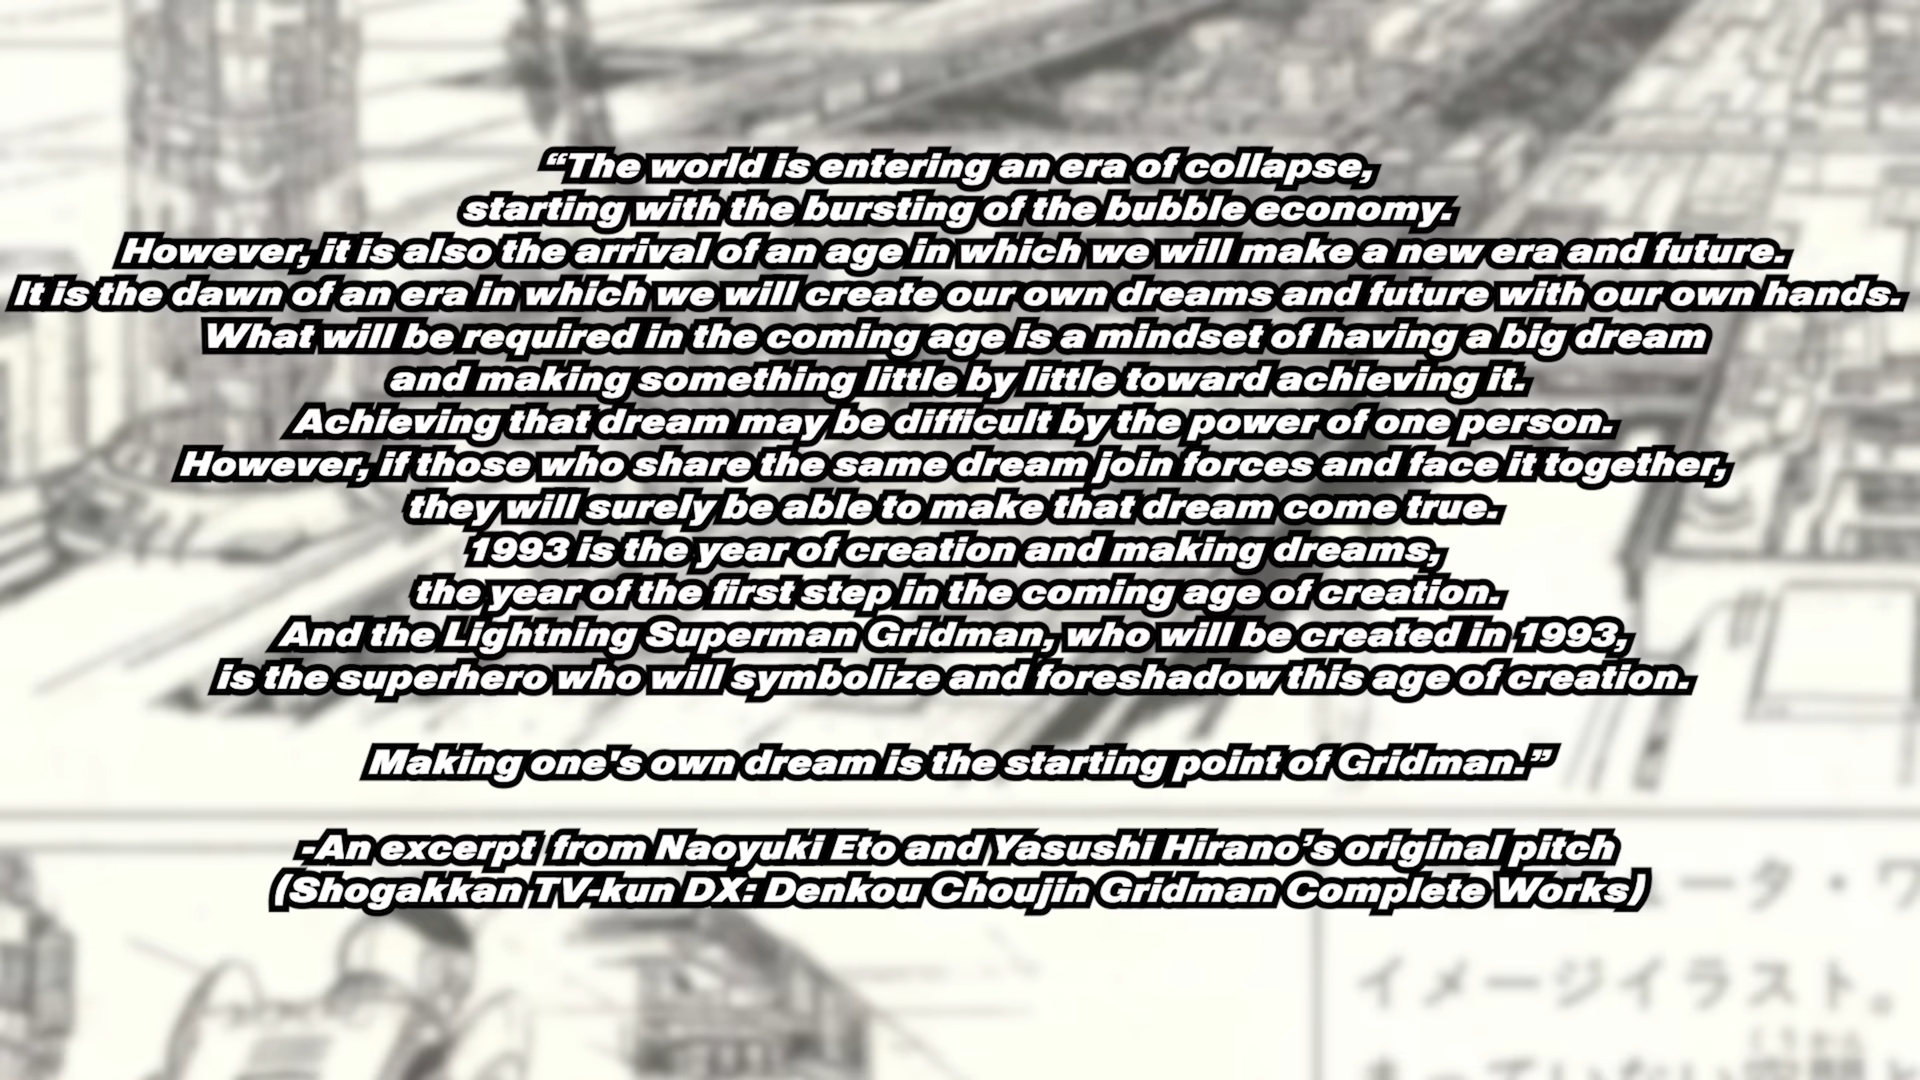 “The world is entering an era of collapse,
starting with the bursting of the bubble economy.
However, it is also the arrival of an age in which we will make a new era and future.
It is the dawn of an era in which we will create our own dreams and future with our own hands.
What will be required in the coming age is a mindset of having a big dream
and making something little by little toward achieving it.
Achieving that dream may be difficult by the power of one person.
However, if those who share the same dream join forces and face it together,
they will surely be able to make that dream come true.
1993 is the year of creation and making dreams,
the year of the first step in the coming age of creation.
And the Lightning Superman Gridman, who will be created in 1993,
is the superhero who will symbolize and foreshadow this age of creation.
Making one's own dream is the starting point of Gridman.”
-An excerpt from Naoyuki Eto and Yasushi Hirano’s original pitch
(Shogakkan TV-kun DX: Denkou Choujin Gridman Complete Works)
ータ・ワ
イメージイラスト。